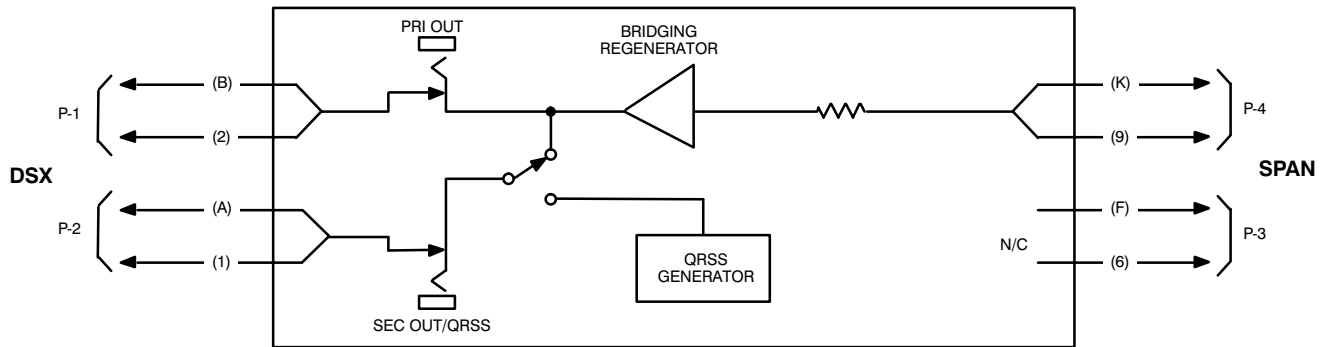 PRI OUT
BRIDGING
REGENERATOR
(B)
(K)
P-1
P-4
(2)
(9)
DSX
SPAN
(A)
(F)
P-2
P-3
N/C
(1)
(6)
QRSS
GENERATOR
SEC OUT/QRSS